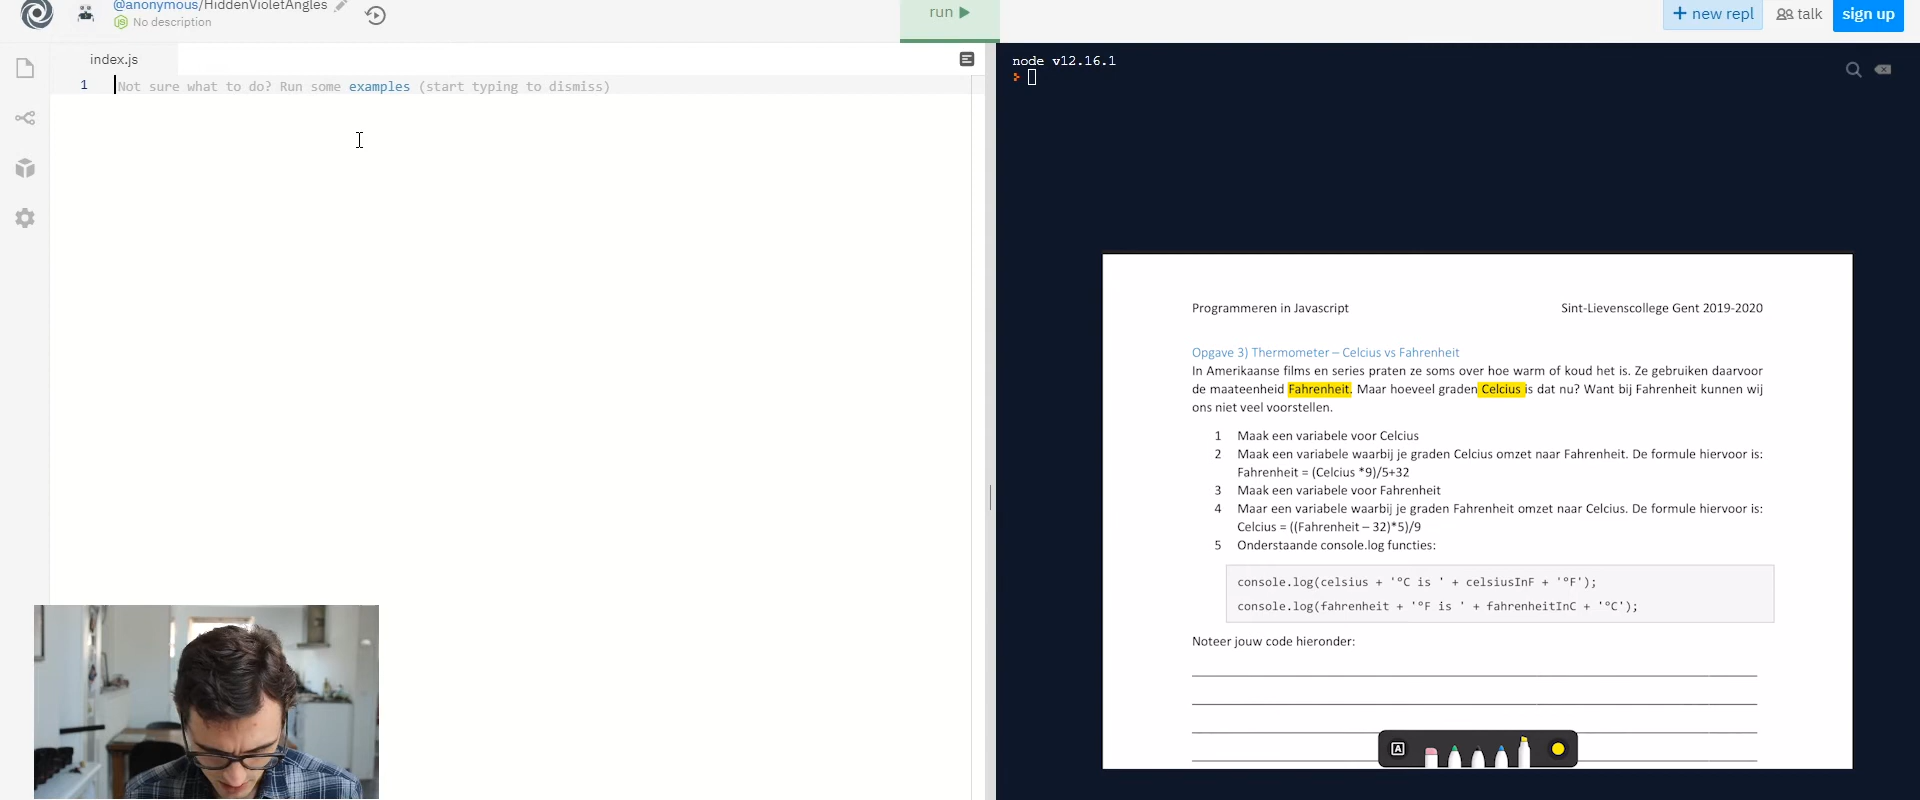 @anonymous/HiddenVioletAngles
No description
run
+ new repl
talk
sign up
index.js
1 Not sure what to do? Run some examples (start typing to dismiss)
node v12.16.1
Programmeren in Javascript Sint-Lievenscollege Gent 2019-2020
Opgave 3) Thermometer – Celcius vs Fahrenheit
In Amerikaanse films en series praten ze soms over hoe warm of koud het is. Ze gebruiken daarvoor
de maateenheid Fahrenheit. Maar hoeveel graden Celcius is dat nu? Want bij Fahrenheit kunnen wij
ons niet veel voorstellen.
1 Maak een variabele voor Celcius
2 Maak een variabele waarbij je graden Celcius omzet naar Fahrenheit. De formule hiervoor is:
Fahrenheit = (Celcius *9)/5+32
3 Maak een variabele voor Fahrenheit
4 Maar een variabele waarbij je graden Fahrenheit omzet naar Celcius. De formule hiervoor is:
Celcius = ((Fahrenheit – 32)*5)/9
5 Onderstaande console.log functies:
console.log(celsius + '°C is ' + celsiusInF + '°F');
console.log(fahrenheit + '°F is ' + fahrenheitInC + '°C');
Noteer jouw code hieronder:
A